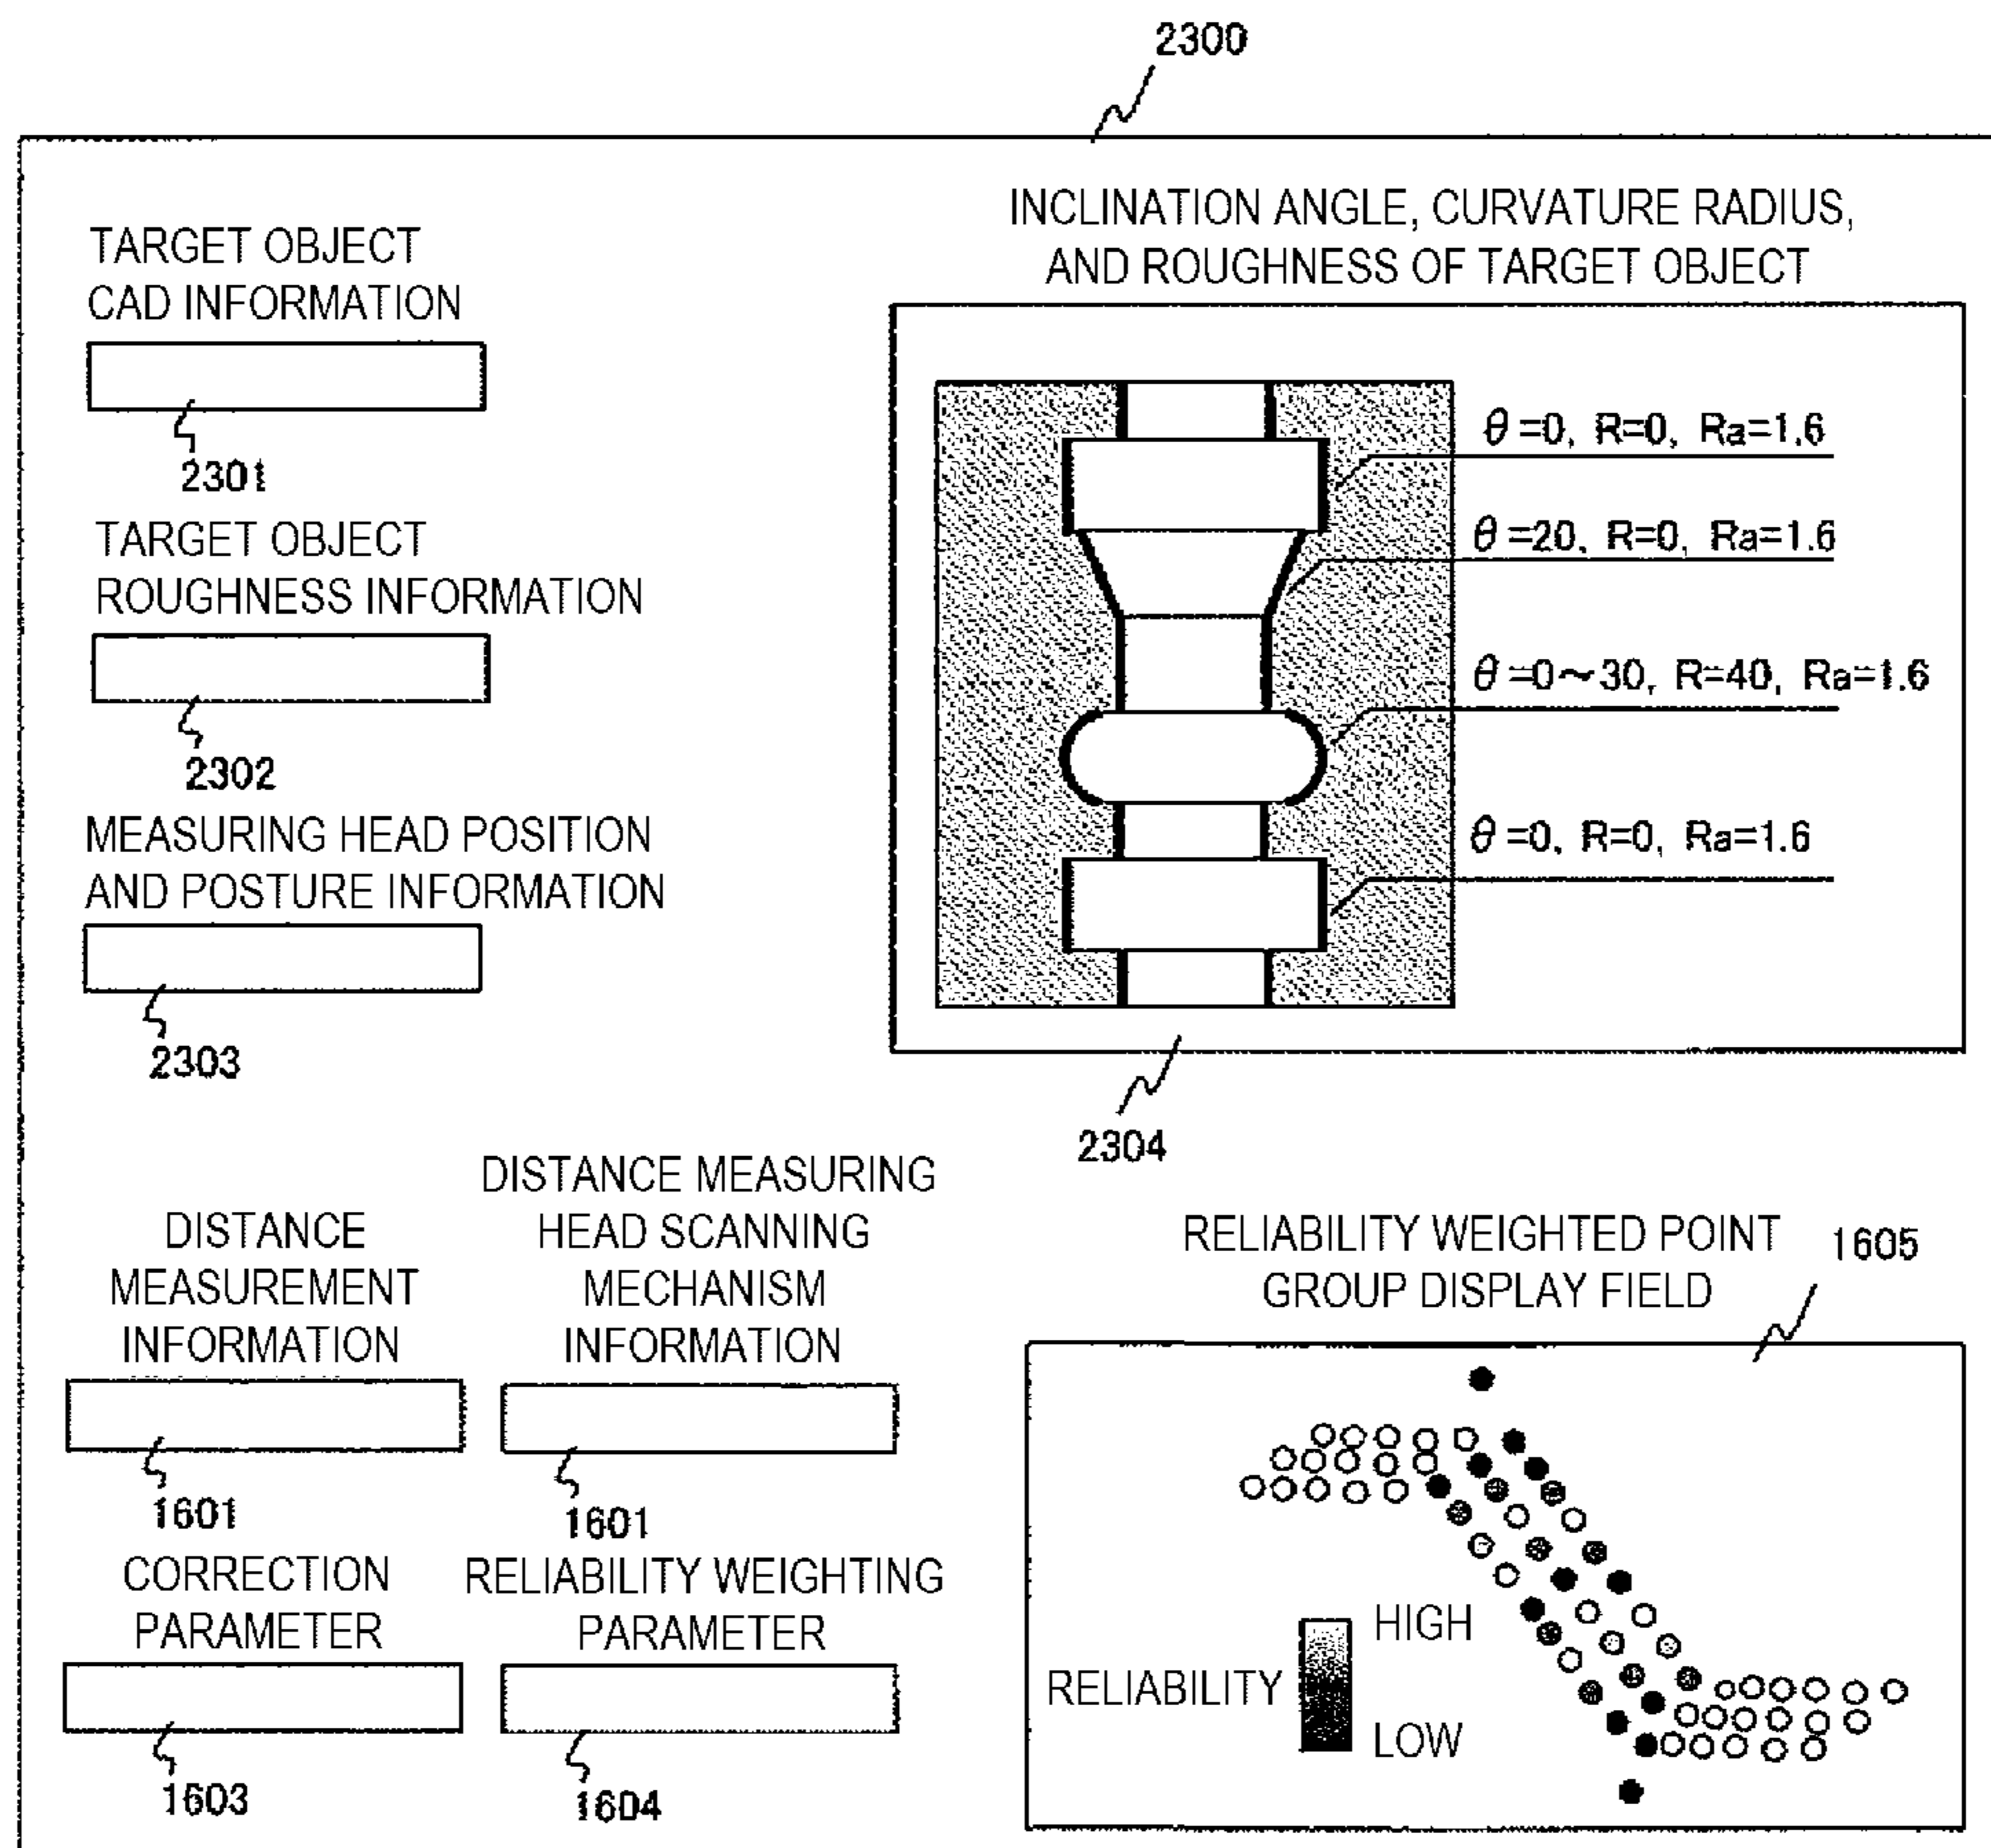 2300
TARGET OBJECT
CAD INFORMATION
2301
TARGET OBJECT
ROUGHNESS INFORMATION
2302
MEASURING HEAD POSITION
AND POSTURE INFORMATION
2303
INCLINATION ANGLE, CURVATURE RADIUS,
AND ROUGHNESS OF TARGET OBJECT
θ=0, R=0, Ra=1.6
θ=20, R=0, Ra=1.6
θ=0~30, R=40, Ra=1.6
θ=0, R=0, Ra=1.6
2304
DISTANCE
MEASUREMENT
INFORMATION
1601
DISTANCE MEASURING
HEAD SCANNING
MECHANISM
INFORMATION
1601
CORRECTION
PARAMETER
1603
RELIABILITY WEIGHTING
PARAMETER
1604
RELIABILITY WEIGHTED POINT
GROUP DISPLAY FIELD
1605
RELIABILITY
HIGH
LOW